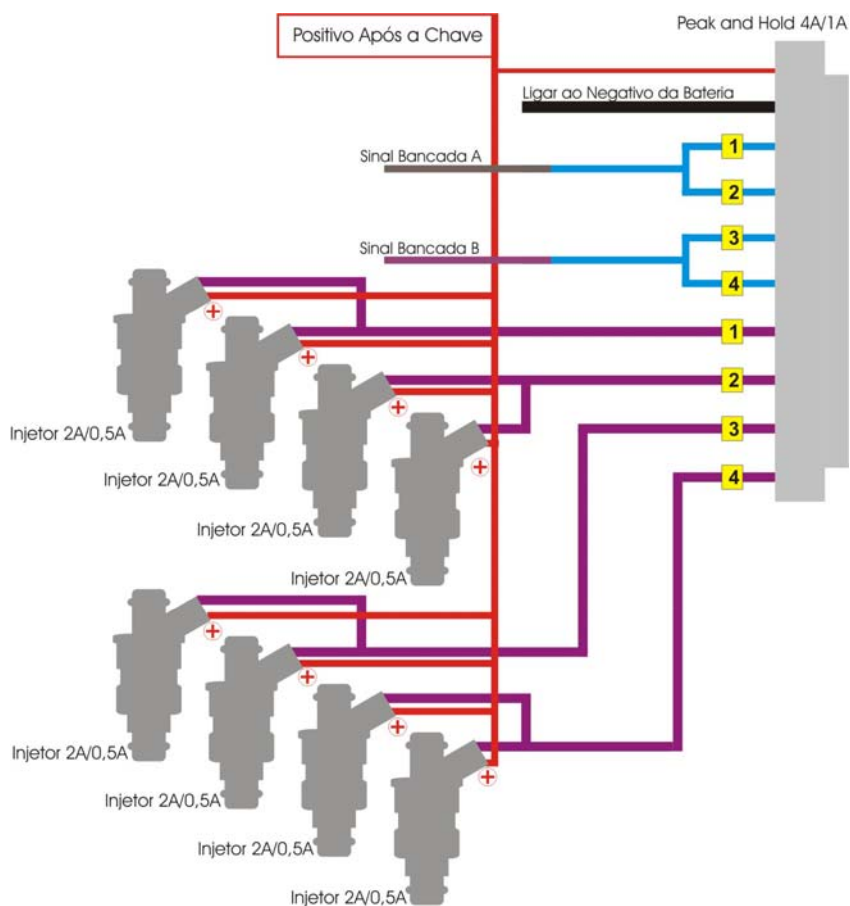 Positivo Após a Chave
Peak and Hold 4A/1A
Ligar ao Negativo da Bateria
Sinal Bancada A
1
2
Sinal Bancada B
3
4
1
2
3
4
Injetor 2A/0,5A
Injetor 2A/0,5A
Injetor 2A/0,5A
Injetor 2A/0,5A
Injetor 2A/0,5A
Injetor 2A/0,5A
Injetor 2A/0,5A
Injetor 2A/0,5A